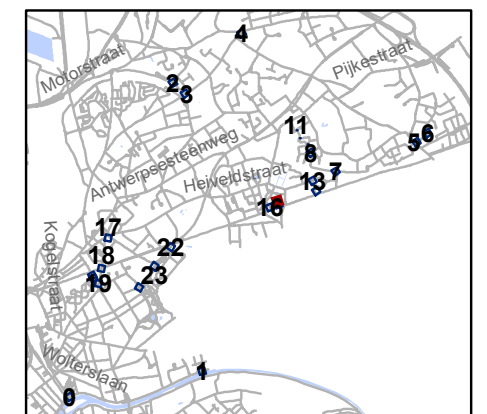 4
Motorstraat
Pijkestraat
2
3
11
6
5
8
Antwerpsesteenweg
Heiveldstraat
7
13
16
17
Kogelstraat
22
18
23
19
Wolterslaan
1
0